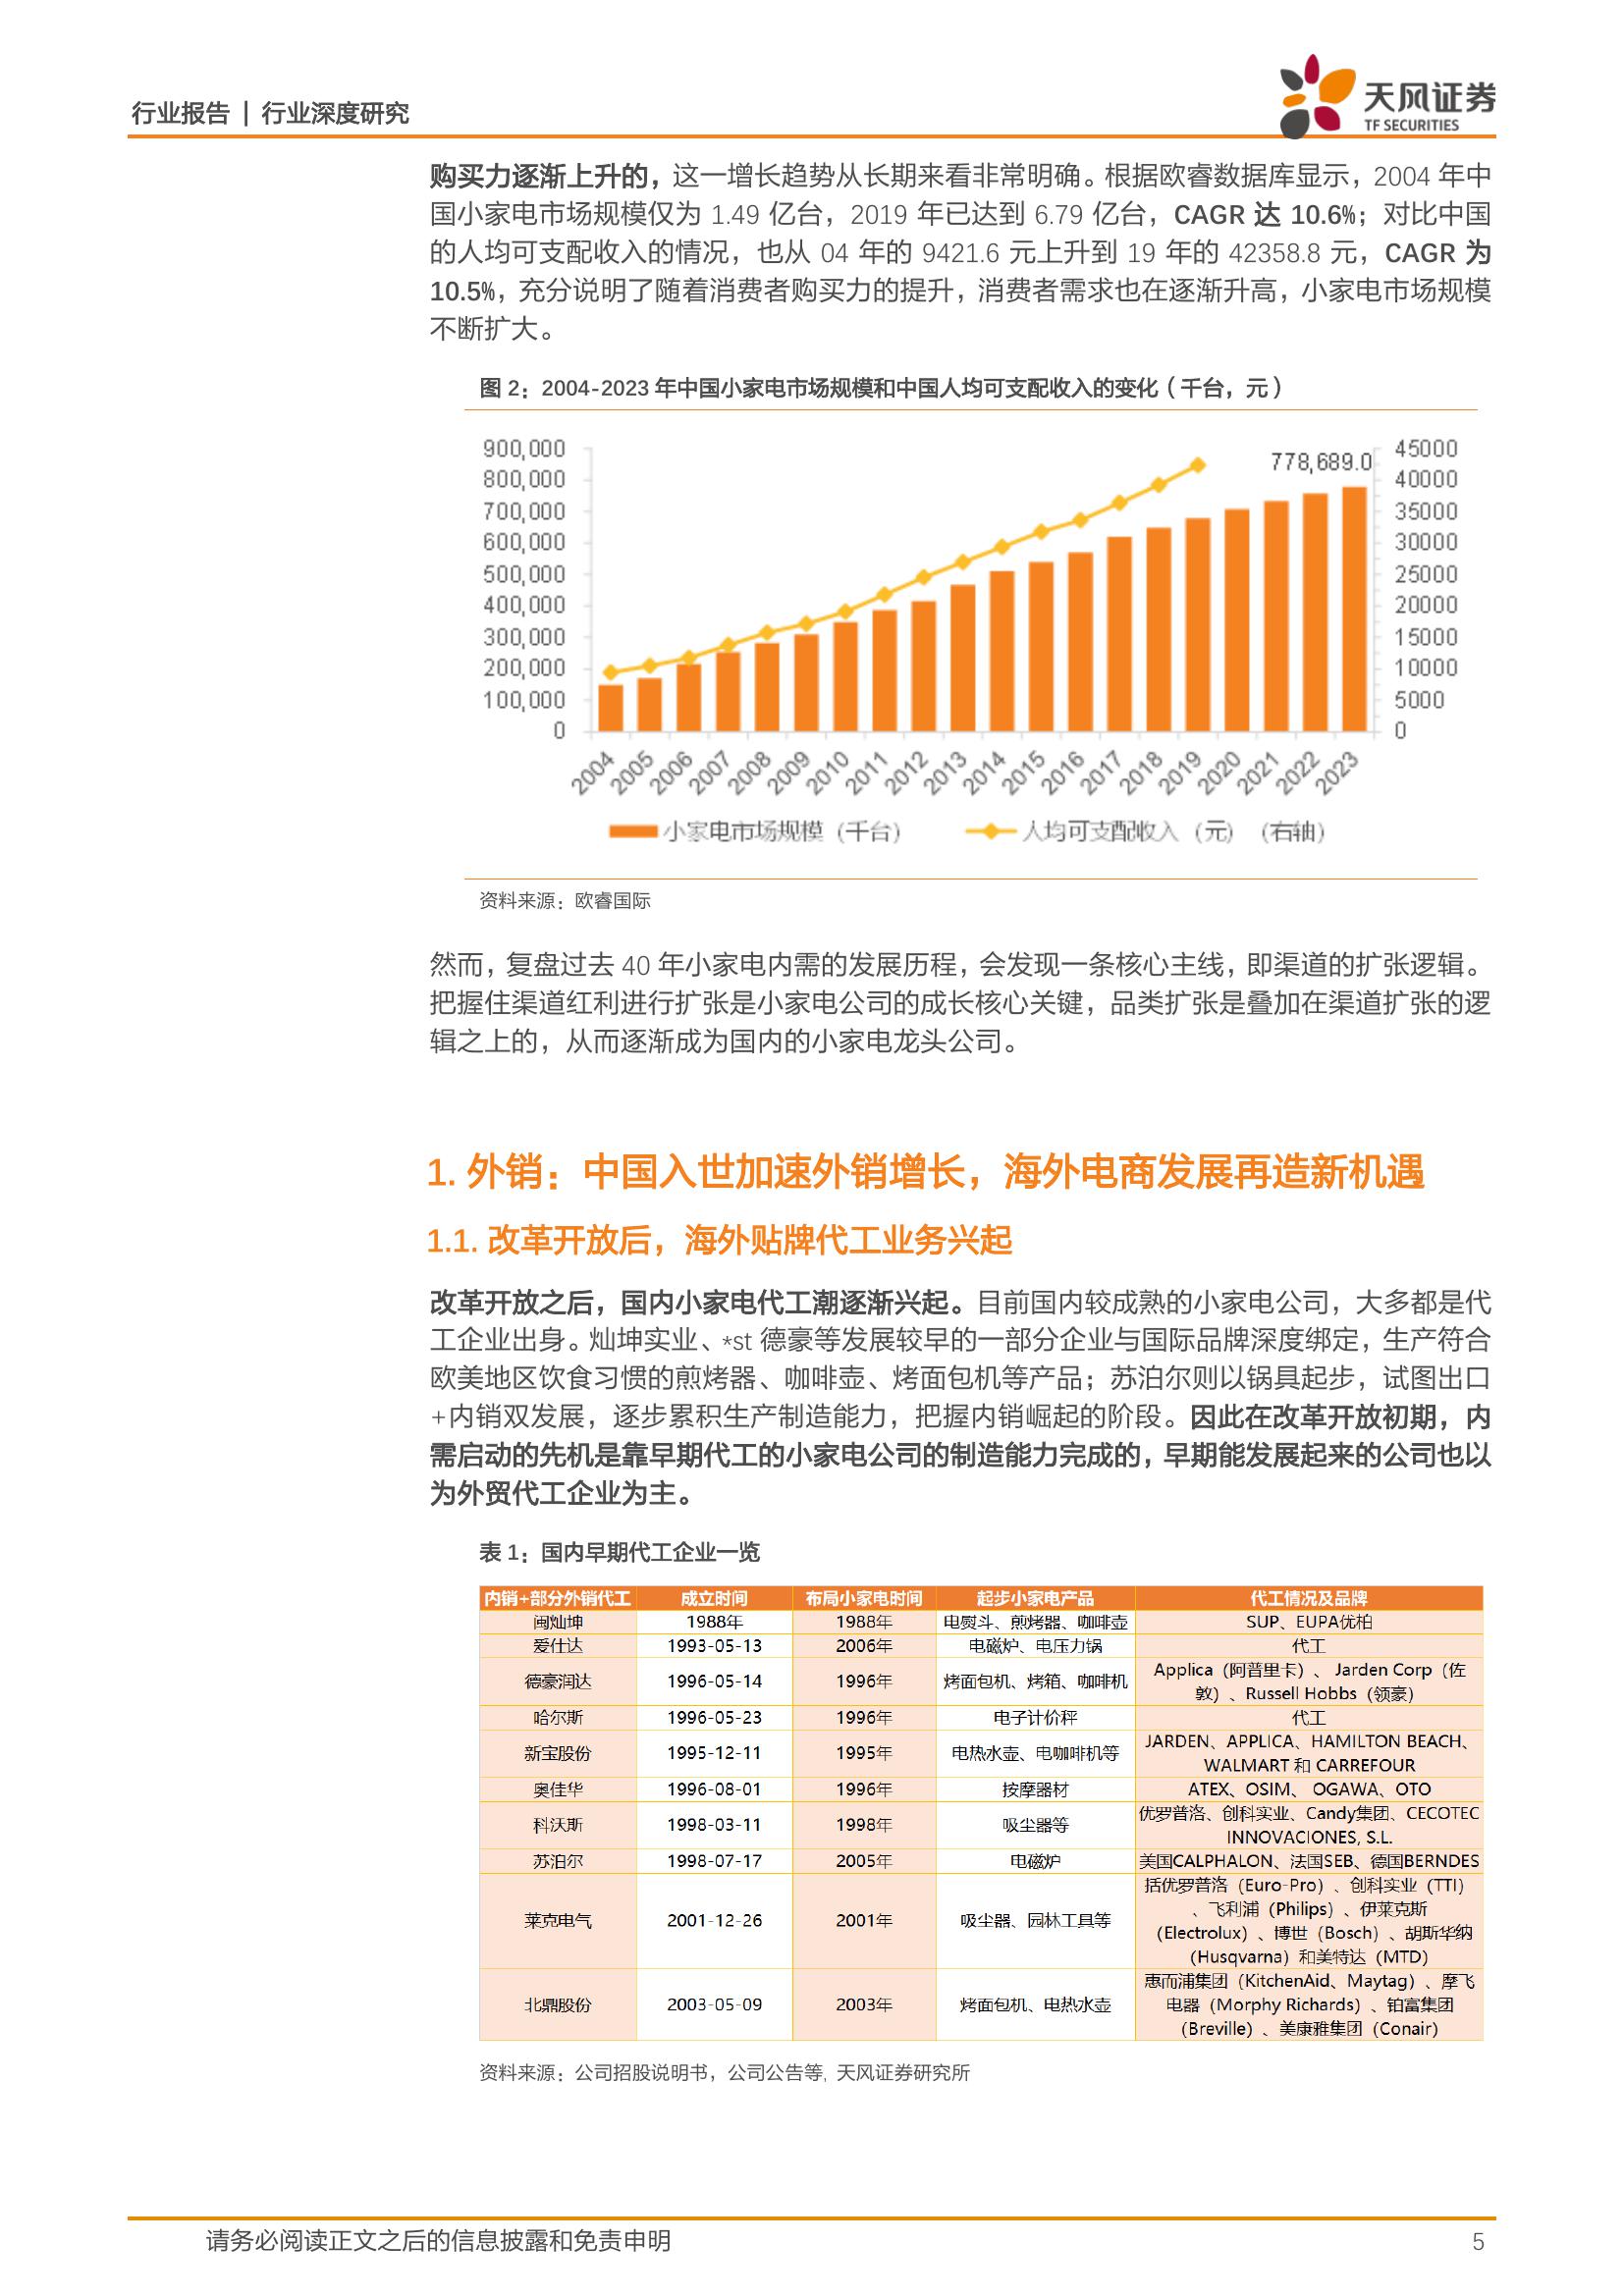 行业报告 | 行业深度研究
天风证券
TF SECURITIES
购买力逐渐上升的，这一增长趋势从长期来看非常明确。根据欧睿数据库显示，2004 年中
国小家电市场规模仅为 1.49 亿台，2019 年已达到 6.79 亿台，CAGR 达 10.6%；对比中国
的人均可支配收入的情况，也从 04 年的 9421.6 元上升到 19 年的 42358.8 元，CAGR 为
10.5%，充分说明了随着消费者购买力的提升，消费者需求也在逐渐升高，小家电市场规模
不断扩大。
图 2：2004-2023 年中国小家电市场规模和中国人均可支配收入的变化（千台，元）
900,000 45000
778,689.0
800,000 40000
700,000 35000
600,000 30000
500,000 25000
400,000 20000
300,000 15000
200,000 10000
100,000 5000
0 0
2004 2005 2006 2007 2008 2009 2010 2011 2012 2013 2014 2015 2016 2017 2018 2019 2020 2021 2022 2023
小家电市场规模（千台） 人均可支配收入（元）（右轴）
资料来源：欧睿国际
然而，复盘过去 40 年小家电内需的发展历程，会发现一条核心主线，即渠道的扩张逻辑。
把握住渠道红利进行扩张是小家电公司的成长核心关键，品类扩张是叠加在渠道扩张的逻
辑之上的，从而逐渐成为国内的小家电龙头公司。
1. 外销：中国入世加速外销增长，海外电商发展再造新机遇
1.1. 改革开放后，海外贴牌代工业务兴起
改革开放之后，国内小家电代工潮逐渐兴起。目前国内较成熟的小家电公司，大多都是代
工企业出身。灿坤实业、*st 德豪等发展较早的一部分企业与国际品牌深度绑定，生产符合
欧美地区饮食习惯的煎烤器、咖啡壶、烤面包机等产品；苏泊尔则以锅具起步，试图出口
+内销双发展，逐步累积生产制造能力，把握内销崛起的阶段。因此在改革开放初期，内
需启动的先机是靠早期代工的小家电公司的制造能力完成的，早期能发展起来的公司也以
为外贸代工企业为主。
表 1：国内早期代工企业一览
内销+部分外销代工 成立时间 布局小家电时间 起步小家电产品 代工情况及品牌
闽灿坤 1988年 1988年 电熨斗、煎烤器、咖啡壶 SUP、EUPA优柏
爱仕达 1993-05-13 2006年 电磁炉、电压力锅 代工
德豪润达 1996-05-14 1996年 烤面包机、烤箱、咖啡机 Applica（阿普里卡）、Jarden Corp（佐
敦）、Russell Hobbs（领豪）
哈尔斯 1996-05-23 1996年 电子计价秤 代工
新宝股份 1995-12-11 1995年 电热水壶、电咖啡机等 JARDEN、APPLICA、HAMILTON BEACH、
WALMART 和 CARREFOUR
奥佳华 1996-08-01 1996年 按摩器材 ATEX、OSIM、OGAWA、OTO
科沃斯 1998-03-11 1998年 吸尘器等 优罗普洛、创科实业、Candy集团、CECOTEC
INNOVACIONES, S.L.
苏泊尔 1998-07-17 2005年 电磁炉 美国CALPHALON、法国SEB、德国BERNDES
莱克电气 2001-12-26 2001年 吸尘器、园林工具等 括优罗普洛（Euro-Pro）、创科实业（TTI）
、飞利浦（Philips）、伊莱克斯
（Electrolux）、博世（Bosch）、胡斯华纳
（Husqvarna）和美特达（MTD）
北鼎股份 2003-05-09 2003年 烤面包机、电热水壶 惠而浦集团（KitchenAid、Maytag）、摩飞
电器（Morphy Richards）、铂富集团
（Breville）、美康雅集团（Conair）
资料来源：公司招股说明书，公司公告等, 天风证券研究所
请务必阅读正文之后的信息披露和免责申明 5